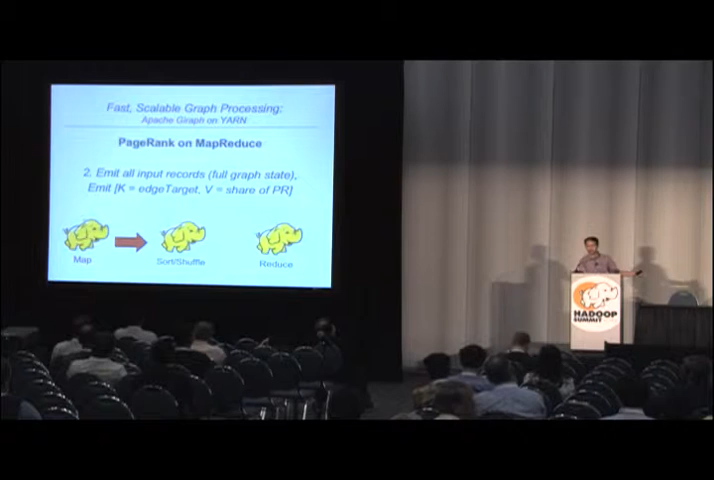 Fast, Scalable Graph Processing:
Apache Giraph on YARN
PageRank on MapReduce
2. Emit all input records (full graph state),
Emit [K = edgeTarget, V = share of PR]
Map
Sort/Shuffle
Reduce
HADOOP
SUMMIT